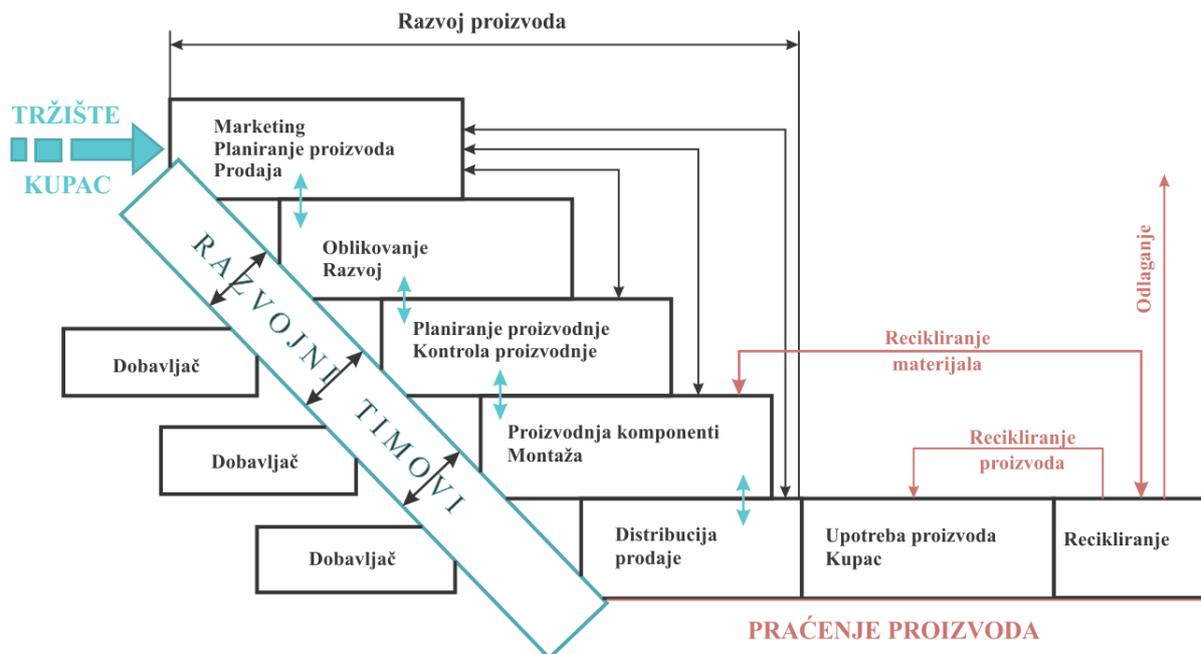 Razvoj proizvoda
TRŽIŠTE
KUPAC
Marketing
Planiranje proizvoda
Prodaja
Oblikovanje
Razvoj
Planiranje proizvodnje
Kontrola proizvodnje
Proizvodnja komponenti
Montaža
Distribucija
prodaje
Upotreba proizvoda
Kupac
Recikliranje
RAZVOJNI TIMOVI
Dobavljač
Dobavljač
Dobavljač
Recikliranje
materijala
Recikliranje
proizvoda
Odlaganje
PRAĆENJE PROIZVODA